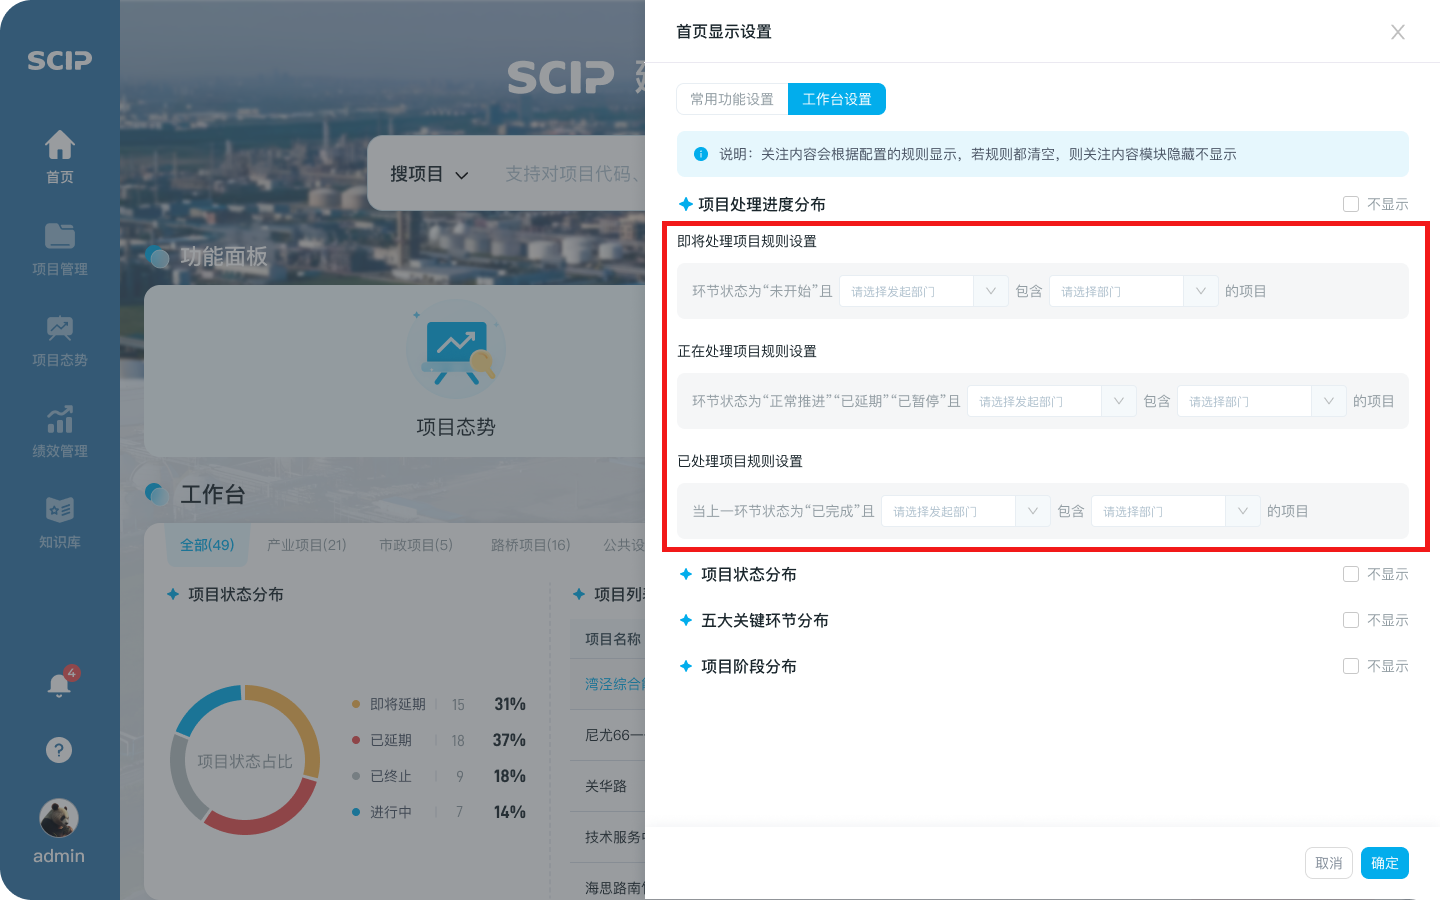 SCIP
首页
项目管理
项目态势
绩效管理
知识库
4
?
admin
SCIP
搜项目
支持对项目代码、
功能面板
项目态势
工作台
全部(49)
产业项目(21)
市政项目(5)
路桥项目(16)
公共设
项目状态分布
项目状态占比
即将延期 15 31%
已延期 18 37%
已终止 9 18%
进行中 7 14%
项目列
项目名称
湾泾综合
尼尤66一
关华路
技术服务
海思路南
首页显示设置
常用功能设置
工作台设置
说明：关注内容会根据配置的规则显示，若规则都清空，则关注内容模块隐藏不显示
项目处理进度分布
不显示
即将处理项目规则设置
环节状态为“未开始”且 请选择发起部门 包含 请选择部门 的项目
正在处理项目规则设置
环节状态为“正常推进”“已延期”“已暂停”且 请选择发起部门 包含 请选择部门 的项目
已处理项目规则设置
当上一环节状态为“已完成”且 请选择发起部门 包含 请选择部门 的项目
项目状态分布
不显示
五大关键环节分布
不显示
项目阶段分布
不显示
取消
确定